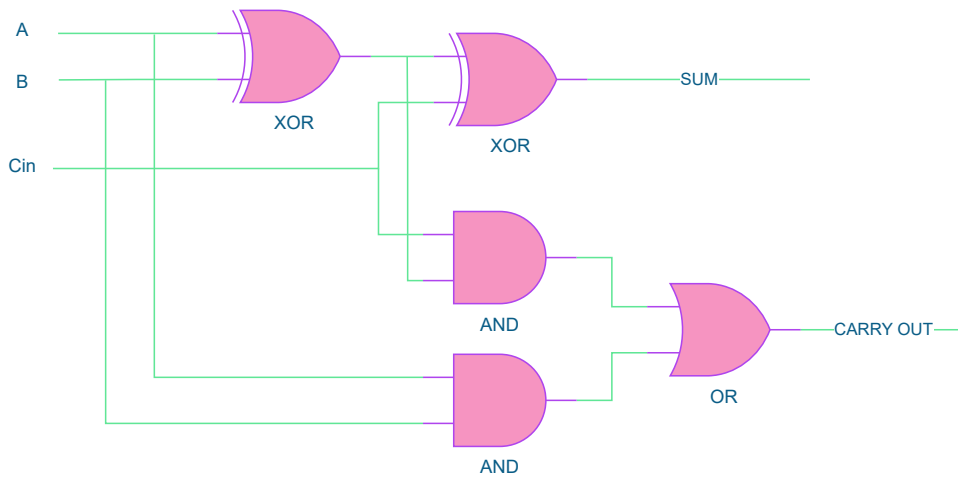 A
B
XOR
SUM
XOR
Cin
AND
CARRY OUT
OR
AND